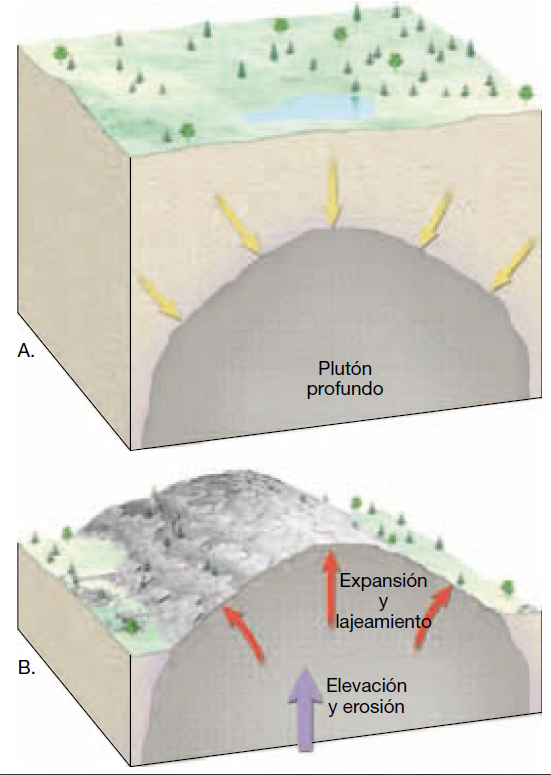 A.
Plutón
profundo
Expansión
y
lajeamiento
B.
Elevación
y erosión